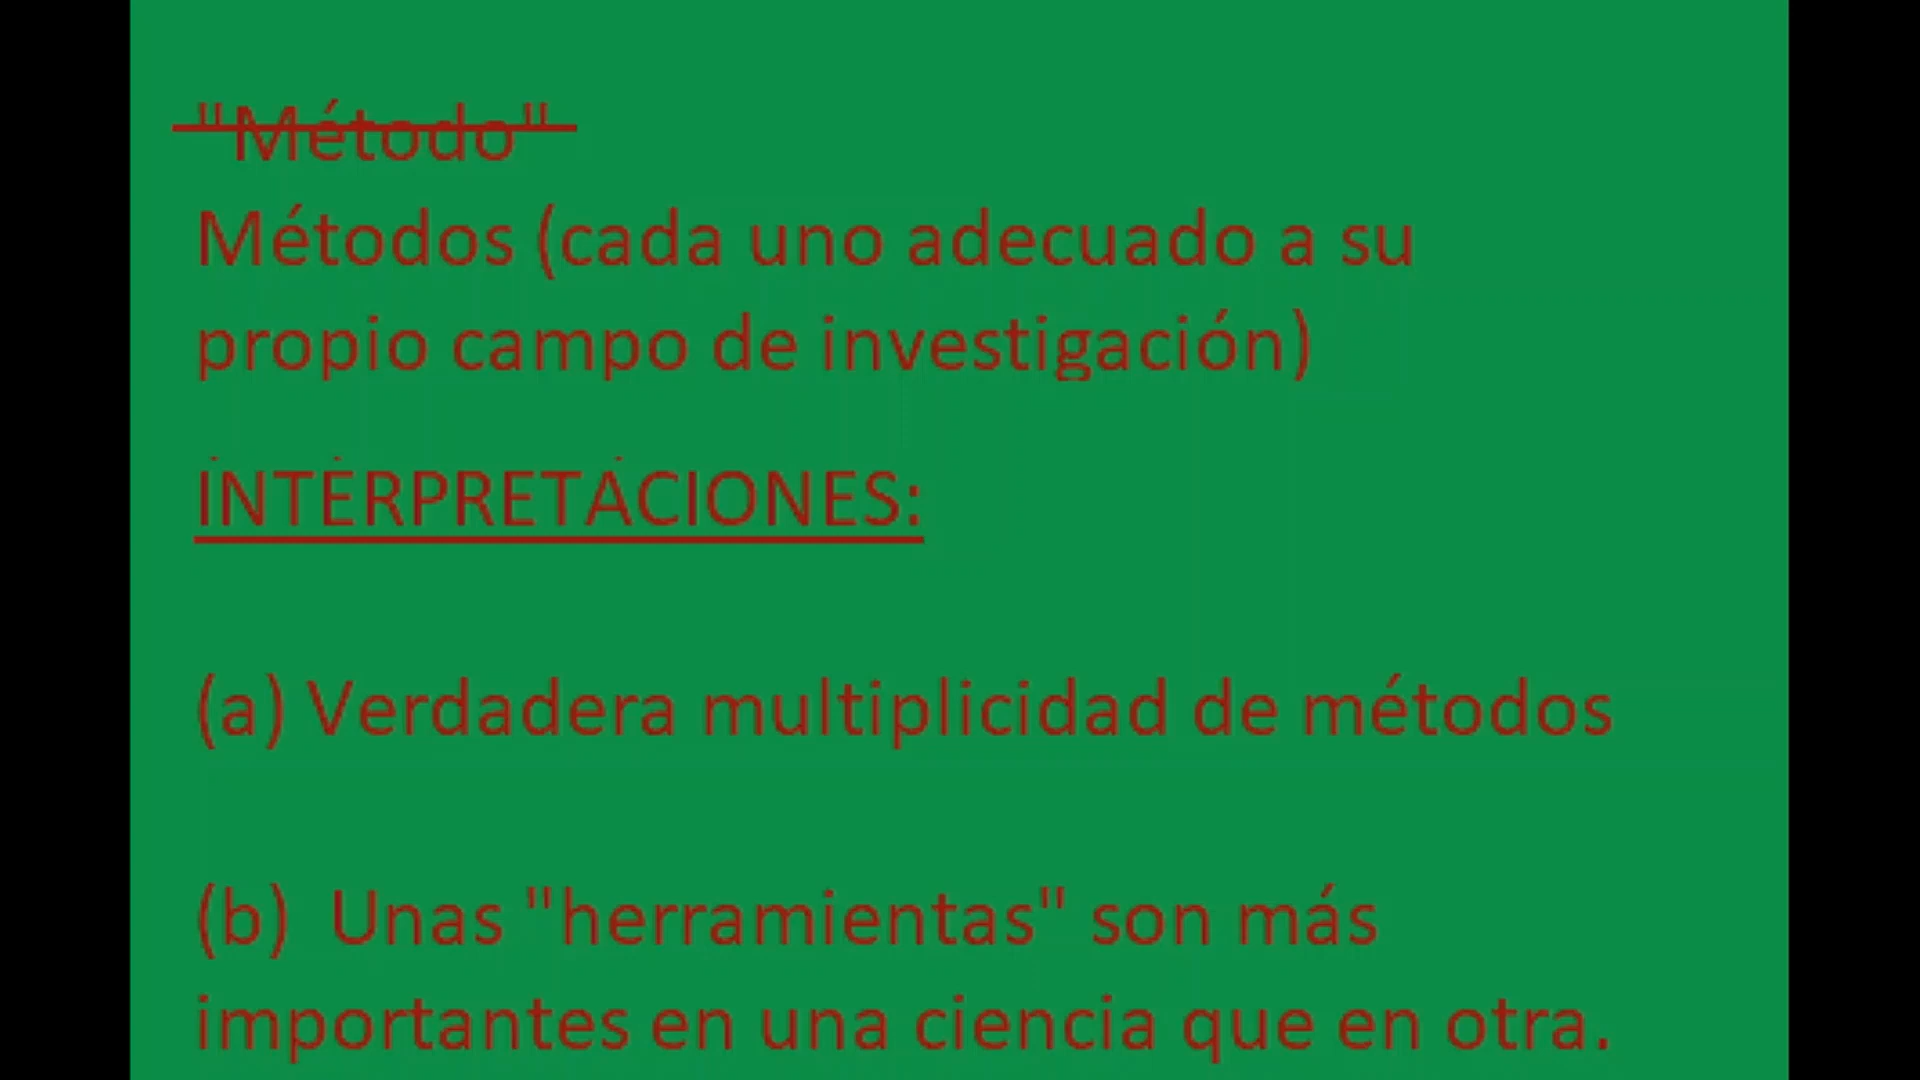 "Método"
Métodos (cada uno adecuado a su
propio campo de investigación)
INTERPRETACIONES:
(a) Verdadera multiplicidad de métodos
(b) Unas "herramientas" son más
importantes en una ciencia que en otra.